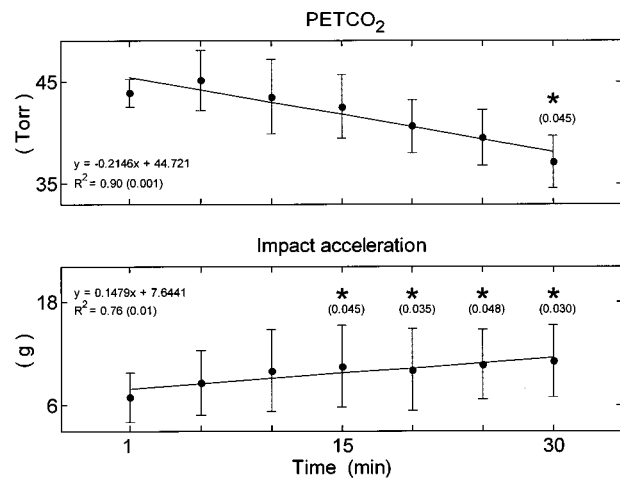 PETCO2
45
35
( Torr )
*
(0.045)
y = -0.2146x + 44.721
R2 = 0.90 (0.001)
Impact acceleration
18
6
( g )
y = 0.1479x + 7.6441
R2 = 0.76 (0.01)
* * * *
(0.045) (0.035) (0.048) (0.030)
1 15 30
Time (min)